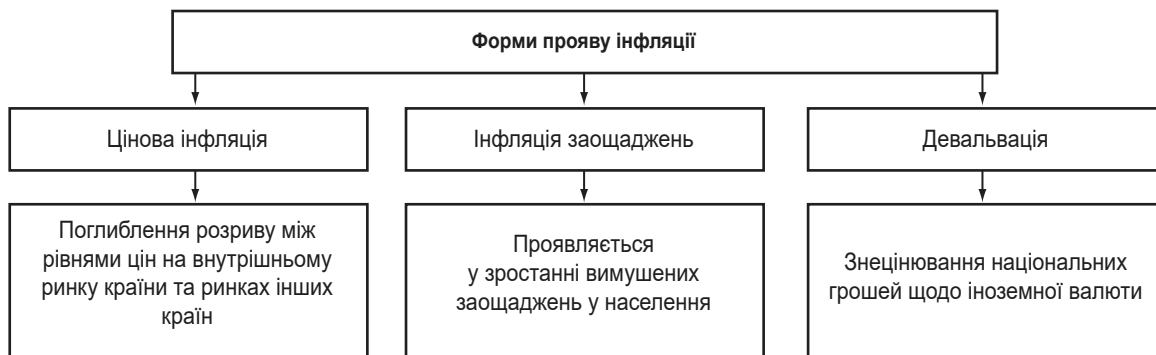 Форми прояву інфляції
Цінова інфляція
Інфляція заощаджень
Девальвація
Поглиблення розриву між
рівнями цін на внутрішньому
ринку країни та ринках інших
країн
Проявляється
у зростанні вимушених
заощаджень у населення
Знецінювання національних
грошей щодо іноземної валюти